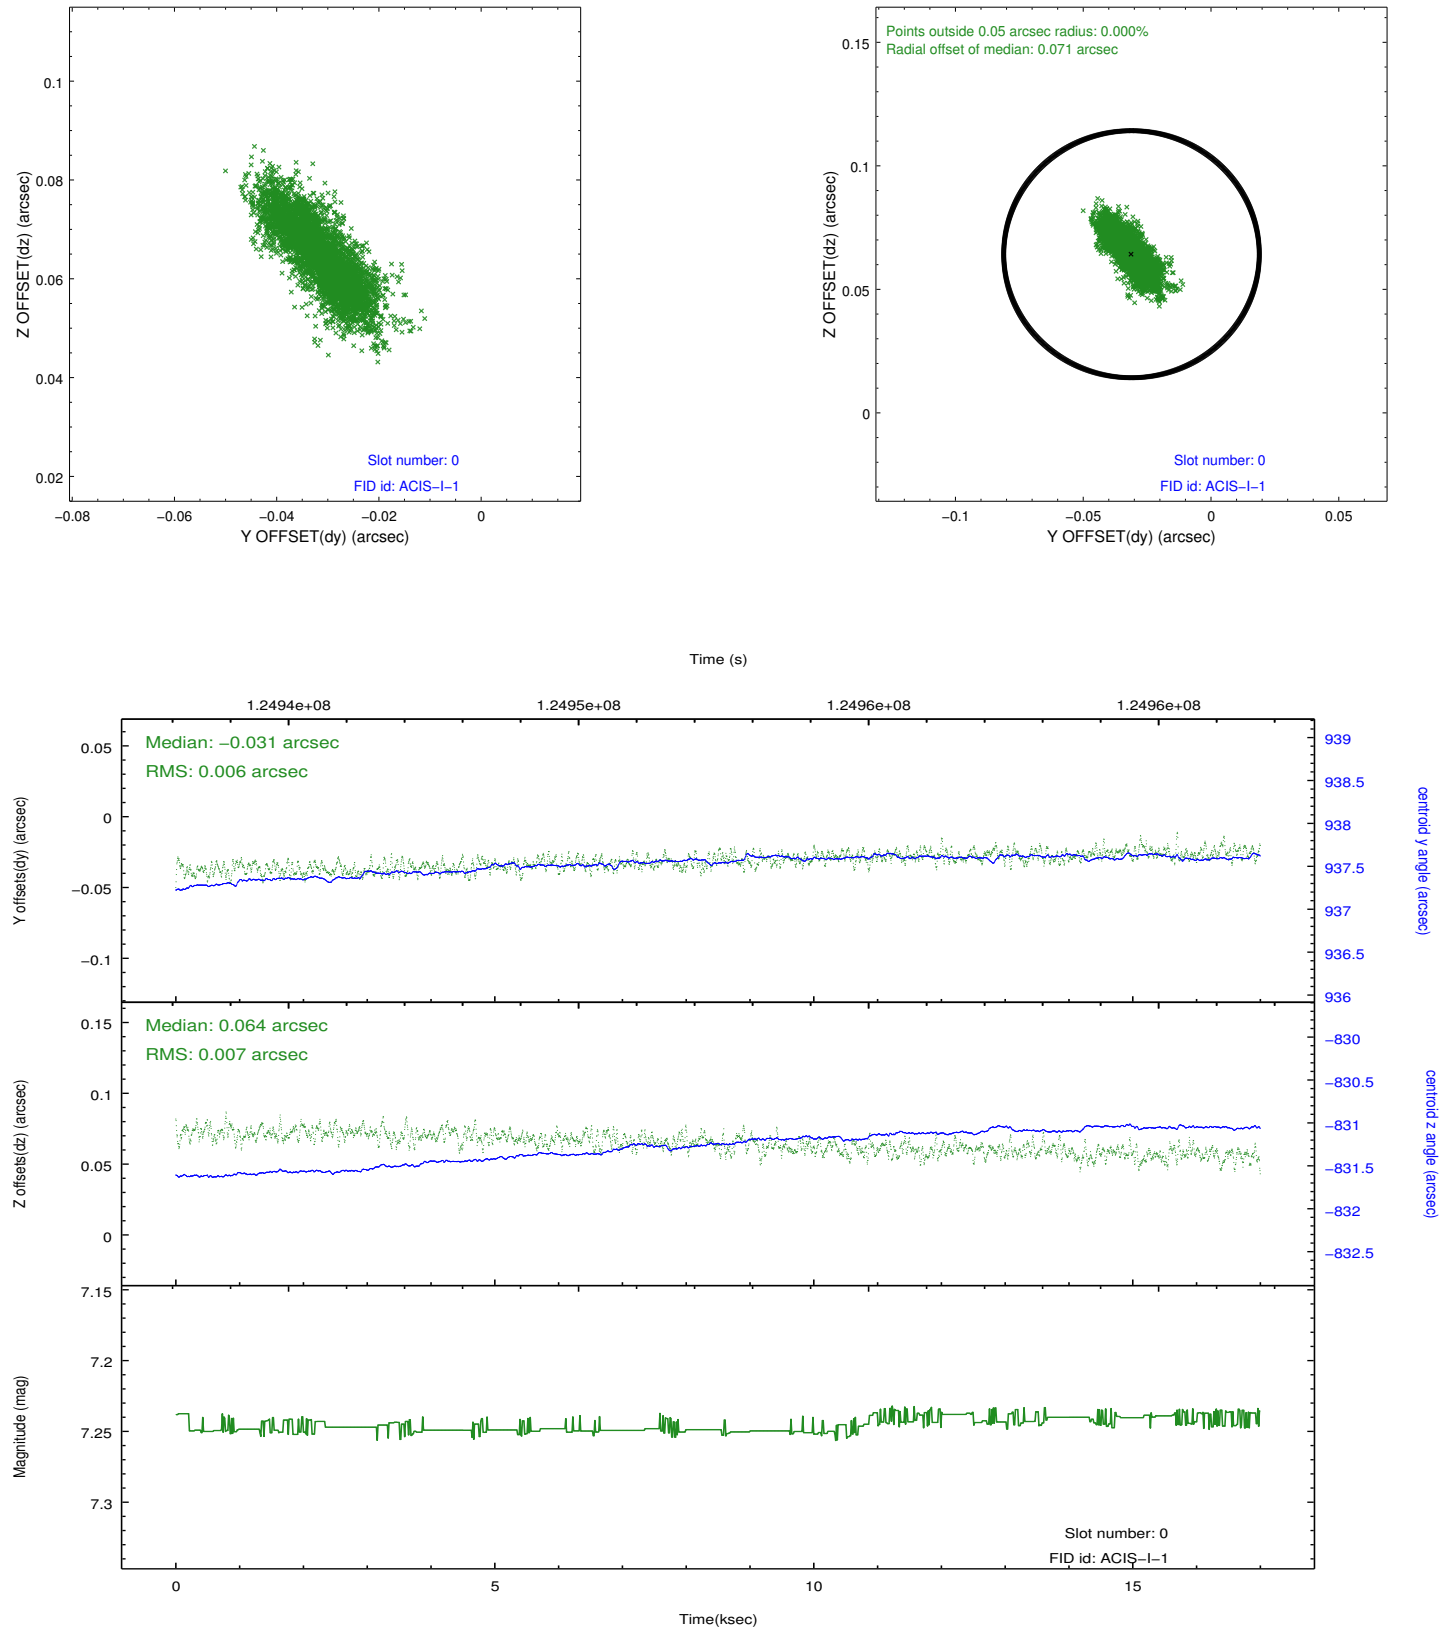 0.1
0.08
0.06
0.04
0.02
Z OFFSET(dz) (arcsec)
Slot number: 0
FID id: ACIS−I−1
−0.08 −0.06 −0.04 −0.02 0
Y OFFSET(dy) (arcsec)
Points outside 0.05 arcsec radius: 0.000%
Radial offset of median: 0.071 arcsec
0.15
0.1
0.05
0
Z OFFSET(dz) (arcsec)
Slot number: 0
FID id: ACIS−I−1
−0.1 −0.05 0 0.05
Y OFFSET(dy) (arcsec)
Time (s)
1.2494e+08 1.2495e+08 1.2496e+08 1.2496e+08
Median: −0.031 arcsec
RMS: 0.006 arcsec
0.05
0
−0.05
−0.1
Y offsets(dy) (arcsec)
939
938.5
938
937.5
937
936.5
936
centroid y angle (arcsec)
Median: 0.064 arcsec
RMS: 0.007 arcsec
0.15
0.1
0.05
0
Z offsets(dz) (arcsec)
−830
−830.5
−831
−831.5
−832
−832.5
centroid z angle (arcsec)
7.15
7.2
7.25
7.3
Magnitude (mag)
Slot number: 0
FID id: ACIS−I−1
0 5 10 15
Time(ksec)